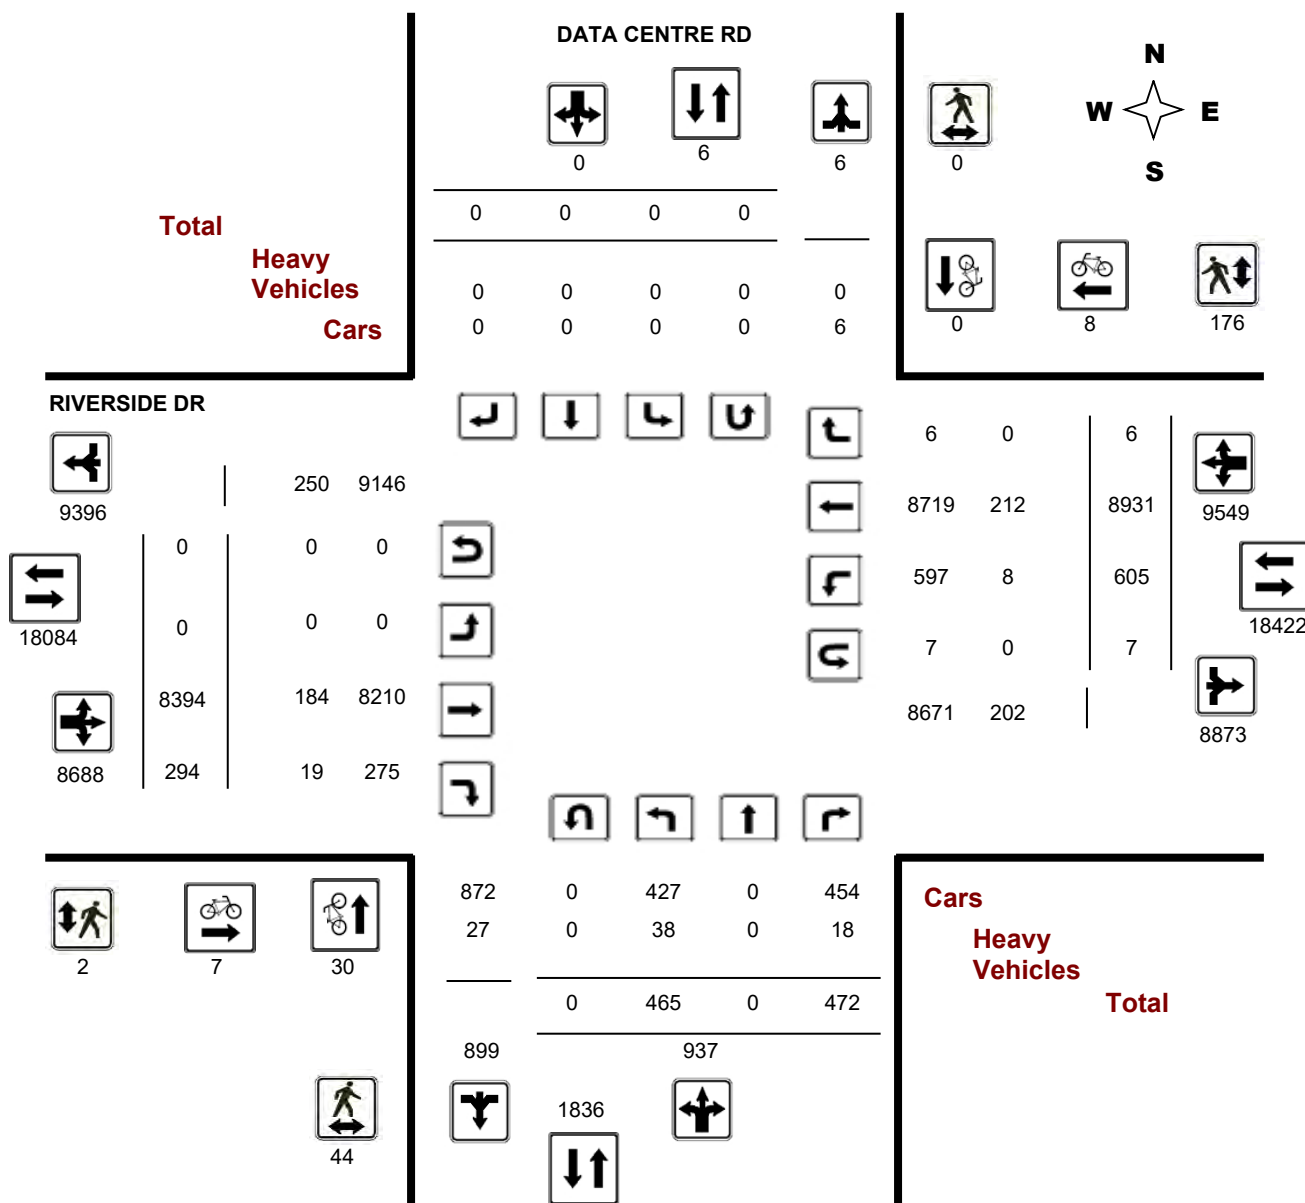 DATA CENTRE RD
N
W E
S
0 6 6 0
Total
0 0 0 0
Heavy
Vehicles
0 0 0 0 0
Cars
0 0 0 0 6
0 8 176
RIVERSIDE DR
9396
250 9146
0 0 0
18084
0 0 0
8394 184 8210
8688
294 19 275
6 0 6
8719 212 8931
9549
597 8 605
18422
7 0 7
8671 202
8873
872 0 427 0 454
27 0 38 0 18
0 465 0 472
899 937
1836
Cars
Heavy
Vehicles
Total
2 7 30
44